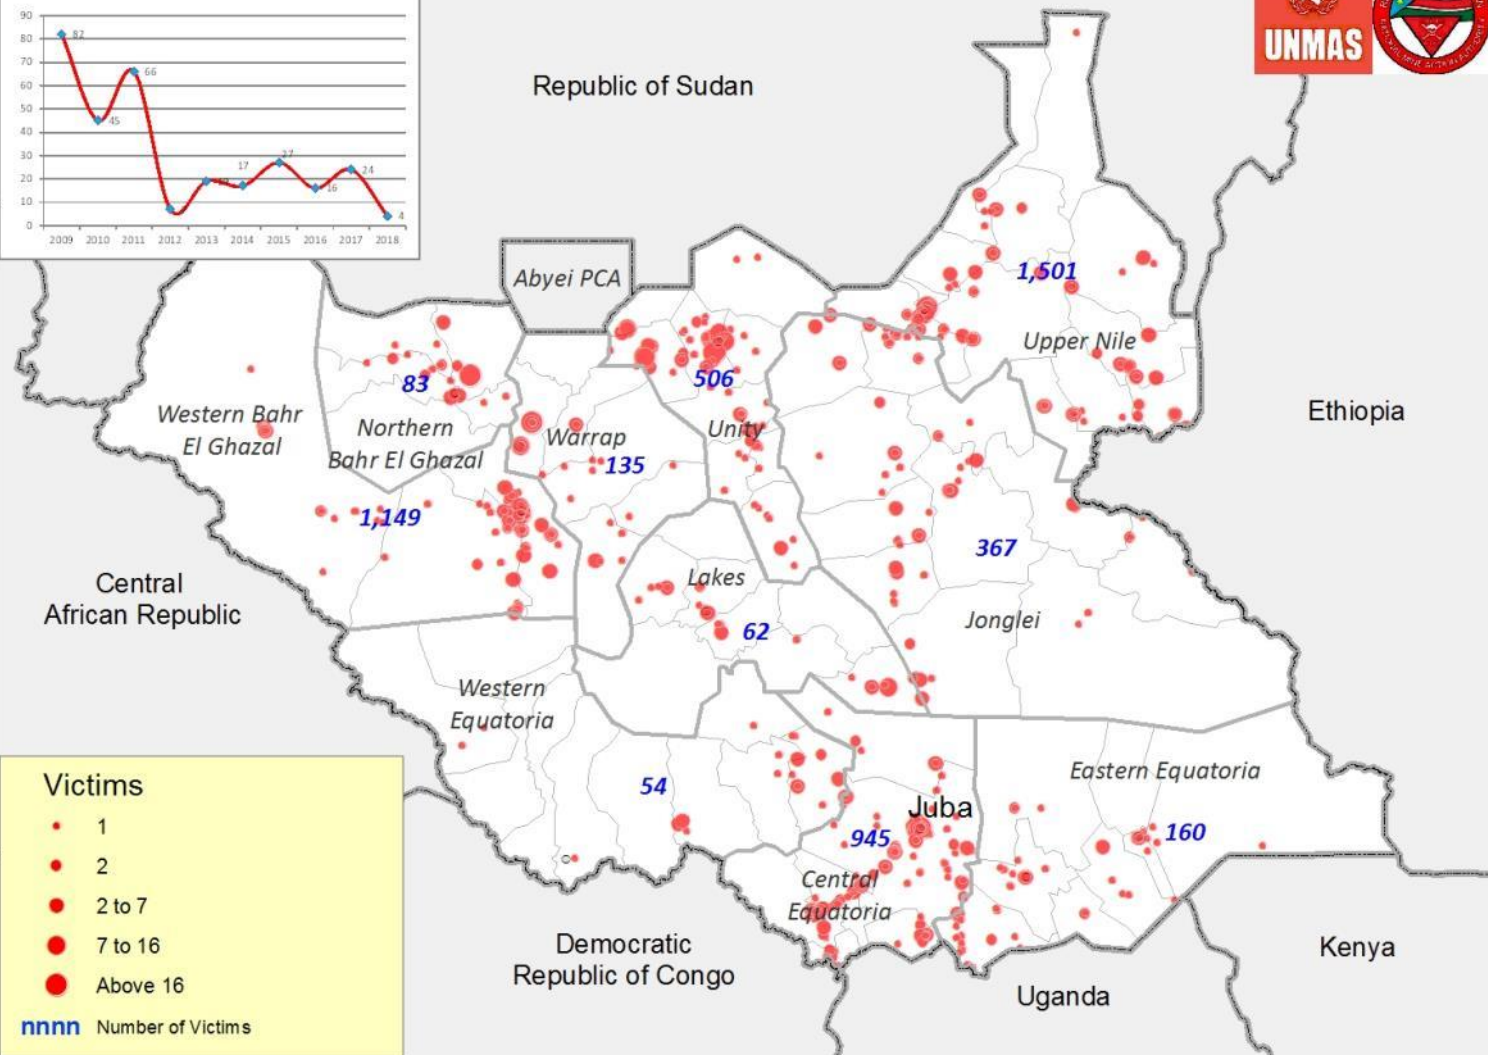 90
80
70
60
50
40
30
20
10
0
82
45
66
17
27
16
24
4
2009 2010 2011 2012 2013 2014 2015 2016 2017 2018
UNMAS
Republic of Sudan
Abyei PCA
1,501
Upper Nile
Ethiopia
83
506
Western Bahr
El Ghazal
Northern
Bahr El Ghazal
Warrap
Unity
135
1,149
367
Central
African Republic
Lakes
62
Jonglei
Western
Equatoria
54
Eastern Equatoria
Juba
945
160
Central
Equatoria
Democratic
Republic of Congo
Kenya
Uganda
Victims
1
2
2 to 7
7 to 16
Above 16
nnnn Number of Victims